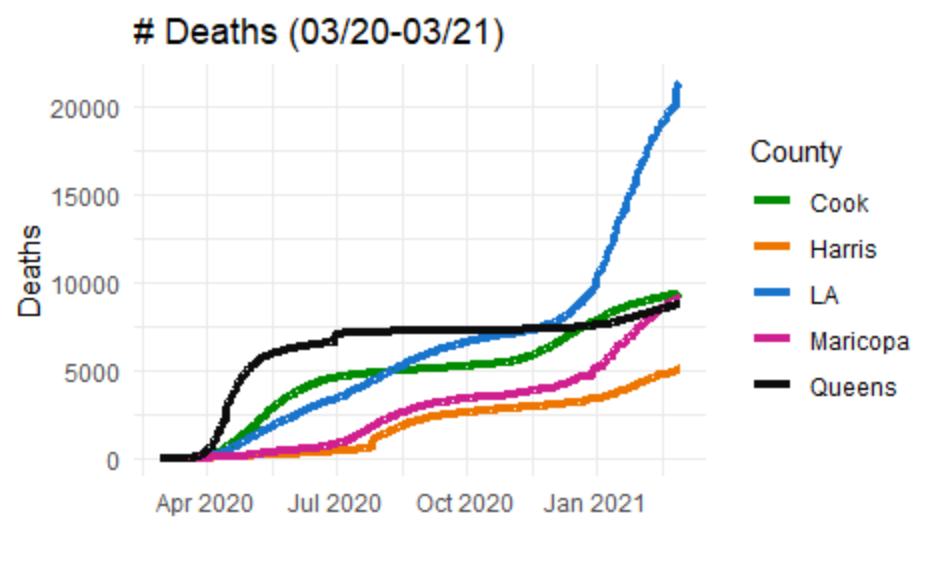 # Deaths (03/20-03/21)
Deaths
20000
15000
10000
5000
0
Apr 2020 Jul 2020 Oct 2020 Jan 2021
County
Cook
Harris
LA
Maricopa
Queens